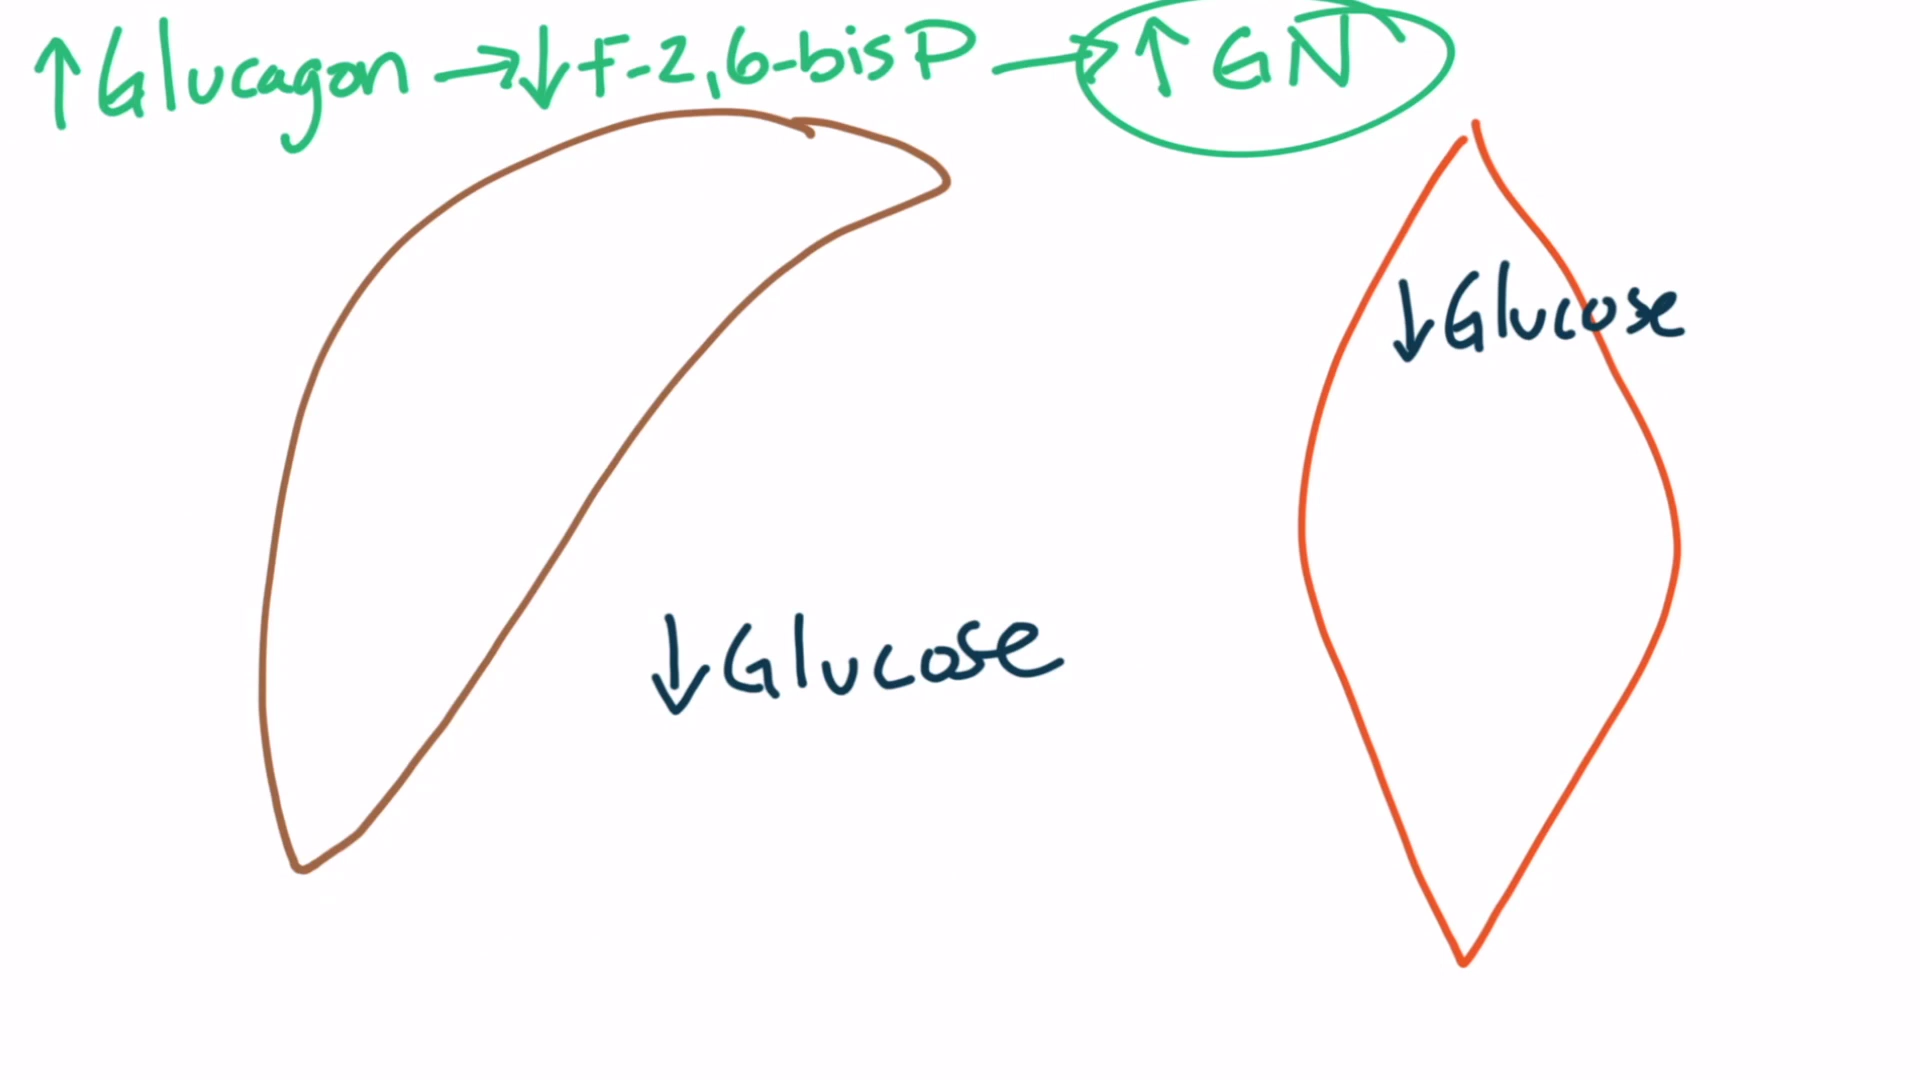 ↑Glucagon → ↓F-2,6-bisP → ↑GN
↓Glucose
↓Glucose